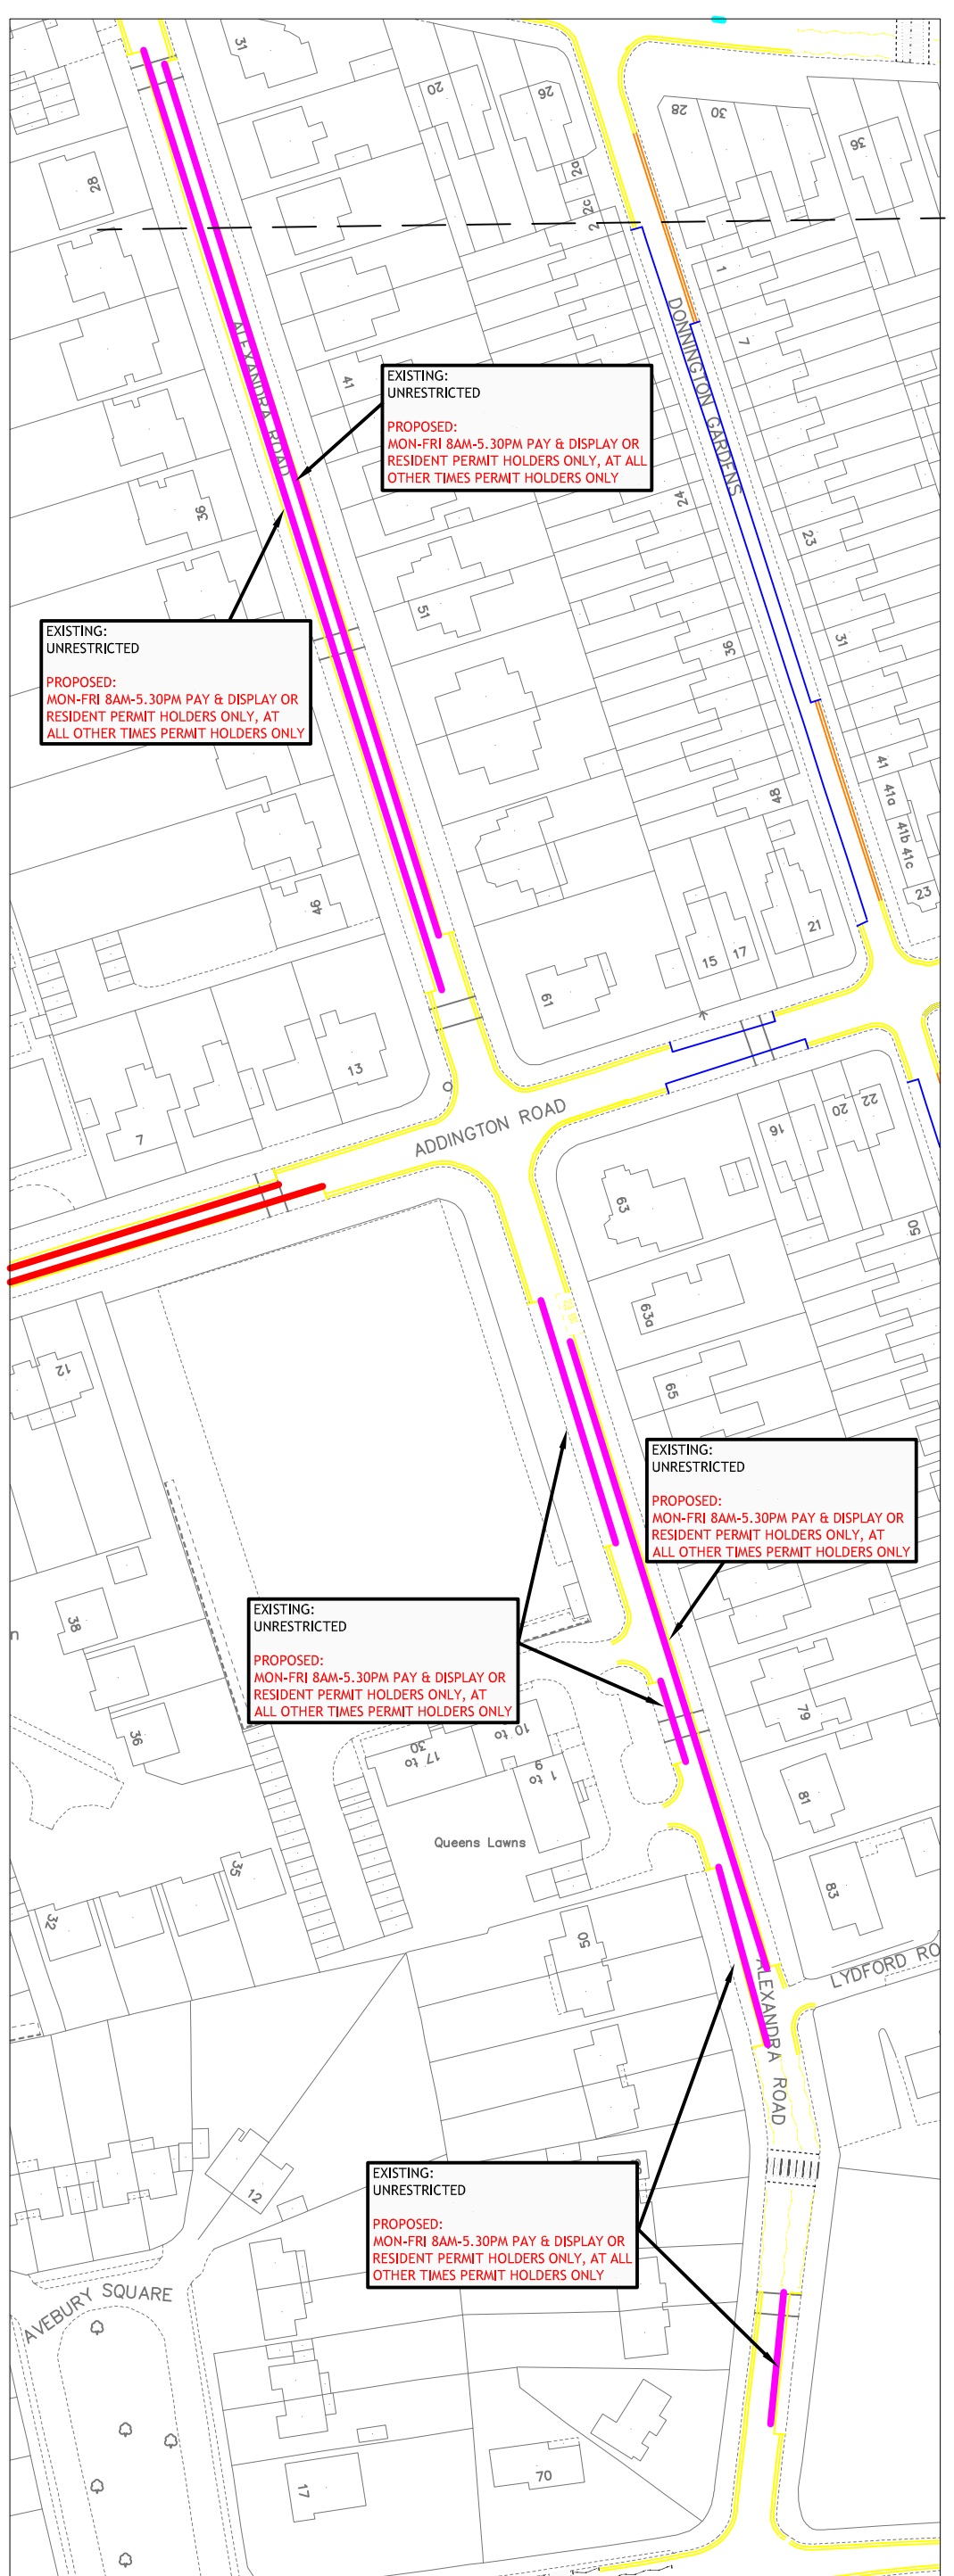 31
20
26
28
30
36
28
2a
2c
2
1
7
ALEXANDRA ROAD
DONNINGTON GARDENS
41
EXISTING:
UNRESTRICTED
PROPOSED:
MON-FRI 8AM-5.30PM PAY & DISPLAY OR
RESIDENT PERMIT HOLDERS ONLY, AT ALL
OTHER TIMES PERMIT HOLDERS ONLY
24
36
23
51
31
36
EXISTING:
UNRESTRICTED
PROPOSED:
MON-FRI 8AM-5.30PM PAY & DISPLAY OR
RESIDENT PERMIT HOLDERS ONLY, AT
ALL OTHER TIMES PERMIT HOLDERS ONLY
41
41a
48
41b
41c
23
46
21
17
15
61
13
7
ADDINGTON ROAD
22
20
16
63
50
63a
12
65
EXISTING:
UNRESTRICTED
PROPOSED:
MON-FRI 8AM-5.30PM PAY & DISPLAY OR
RESIDENT PERMIT HOLDERS ONLY, AT
ALL OTHER TIMES PERMIT HOLDERS ONLY
EXISTING:
UNRESTRICTED
PROPOSED:
MON-FRI 8AM-5.30PM PAY & DISPLAY OR
RESIDENT PERMIT HOLDERS ONLY, AT
ALL OTHER TIMES PERMIT HOLDERS ONLY
38
n
36
79
10 to
17 to
30
1 to
9
81
Queens Lawns
35
83
32
50
LYDFORD RO
ALEXANDRA ROAD
EXISTING:
UNRESTRICTED
PROPOSED:
MON-FRI 8AM-5.30PM PAY & DISPLAY OR
RESIDENT PERMIT HOLDERS ONLY, AT ALL
OTHER TIMES PERMIT HOLDERS ONLY
12
AVEBURY SQUARE
17
70